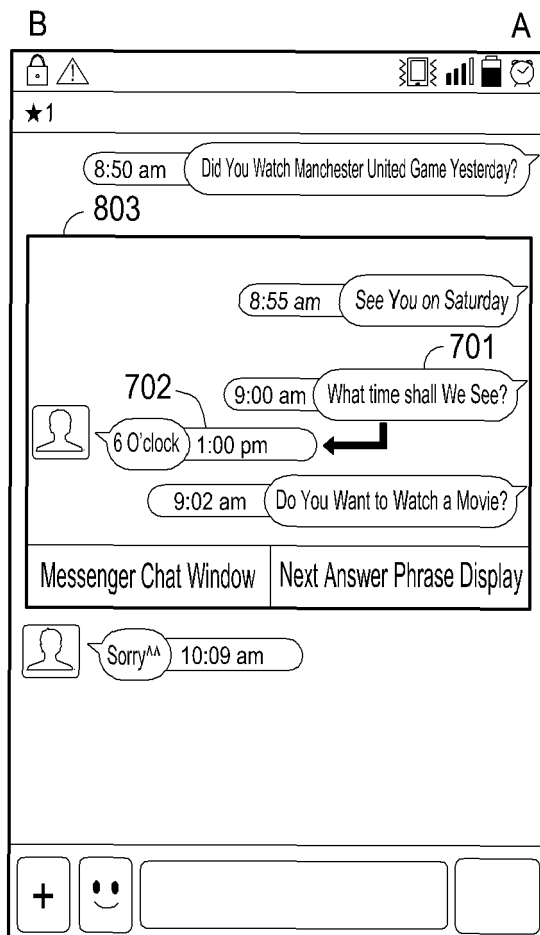 B A
★1
8:50 am Did You Watch Manchester United Game Yesterday?
803
8:55 am See You on Saturday
701
9:00 am What time shall We See?
702
6 O'clock 1:00 pm
9:02 am Do You Want to Watch a Movie?
Messenger Chat Window Next Answer Phrase Display
Sorry^^ 10:09 am
+